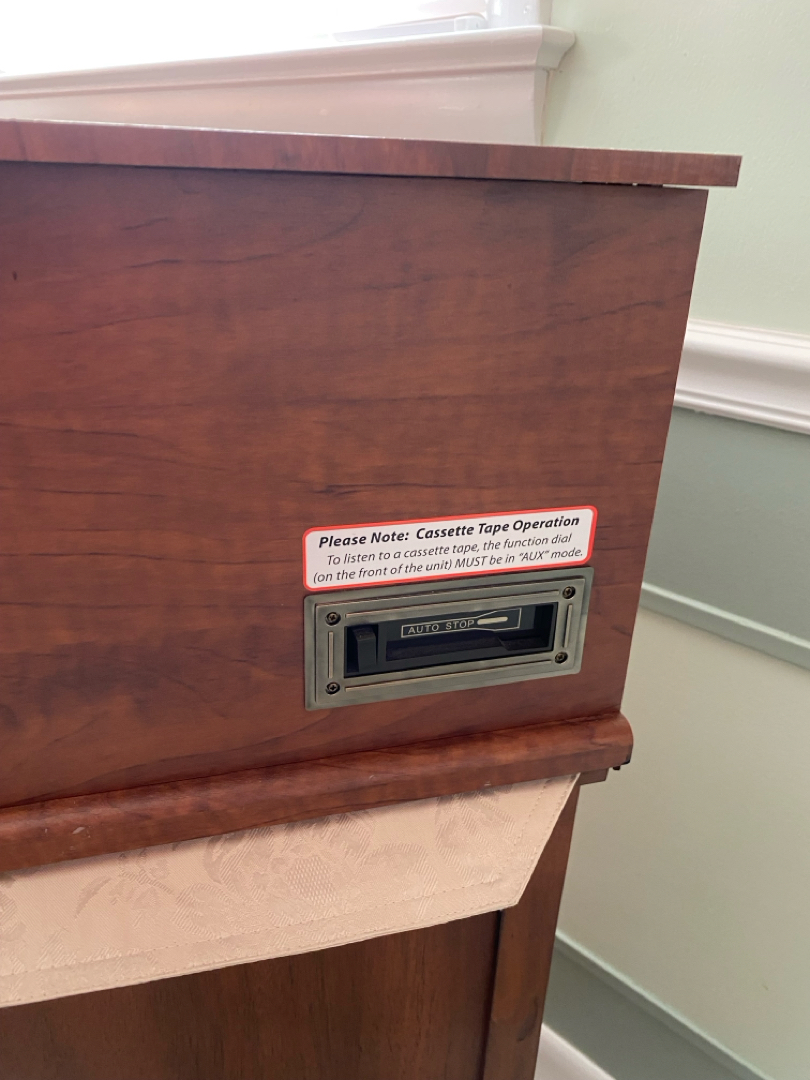 Please Note: Cassette Tape Operation
To listen to a cassette tape, the function dial
(on the front of the unit) MUST be in “AUX” mode.
AUTO STOP